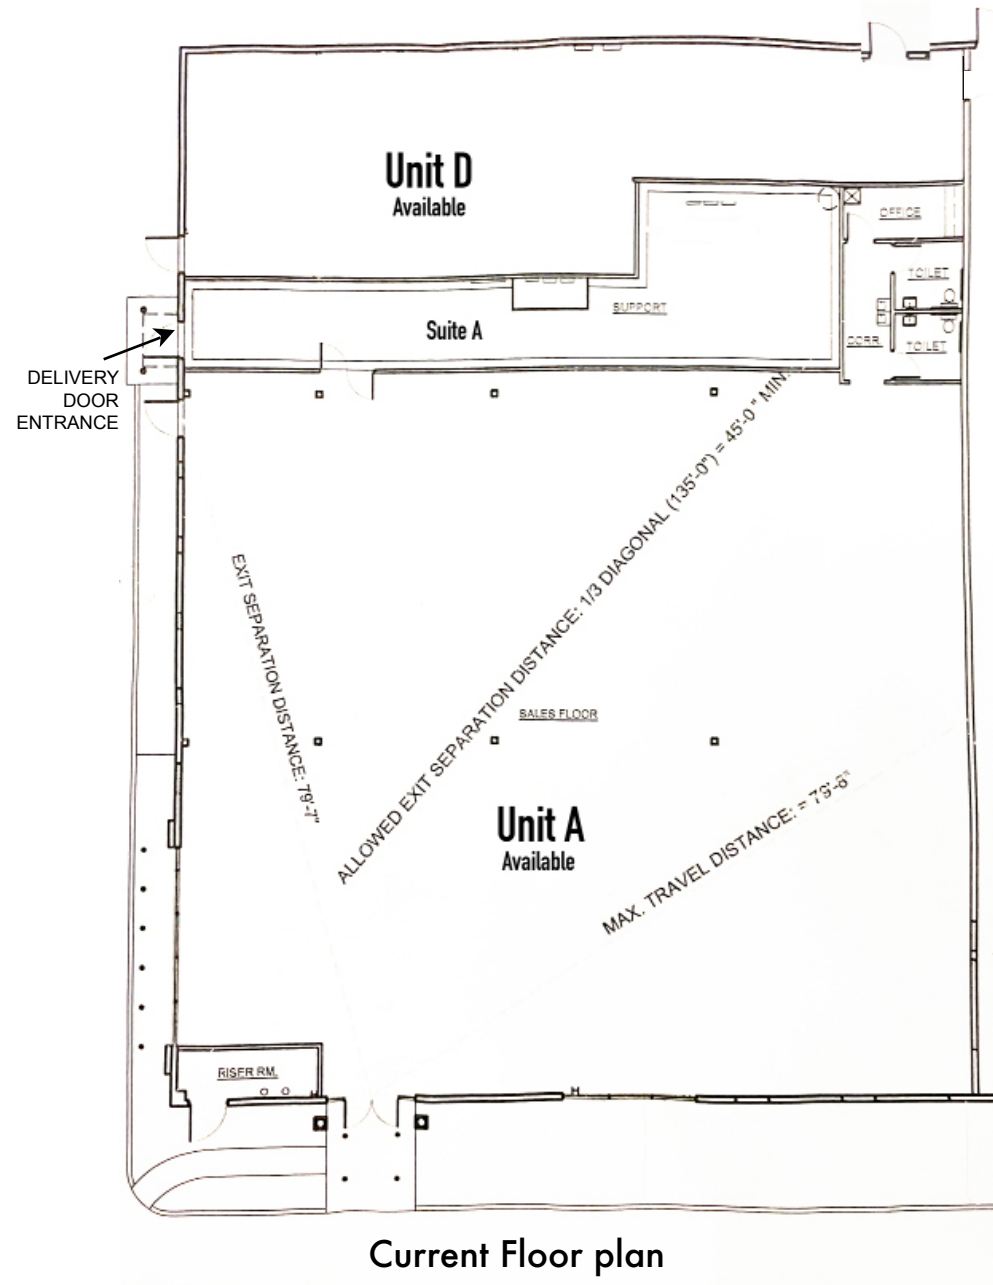 Unit D
Available
OFFICE
TOILET
SUPPORT
Suite A
CORR.
TOILET
DELIVERY
DOOR
ENTRANCE
ALLOWED EXIT SEPARATION DISTANCE: 1/3 DIAGONAL (135'-0") = 45'-0" MIN.
EXIT SEPARATION DISTANCE: 79'-7"
SALES FLOOR
Unit A
Available
MAX. TRAVEL DISTANCE: = 79'-8"
RISER RM.
H
H
Current Floor plan